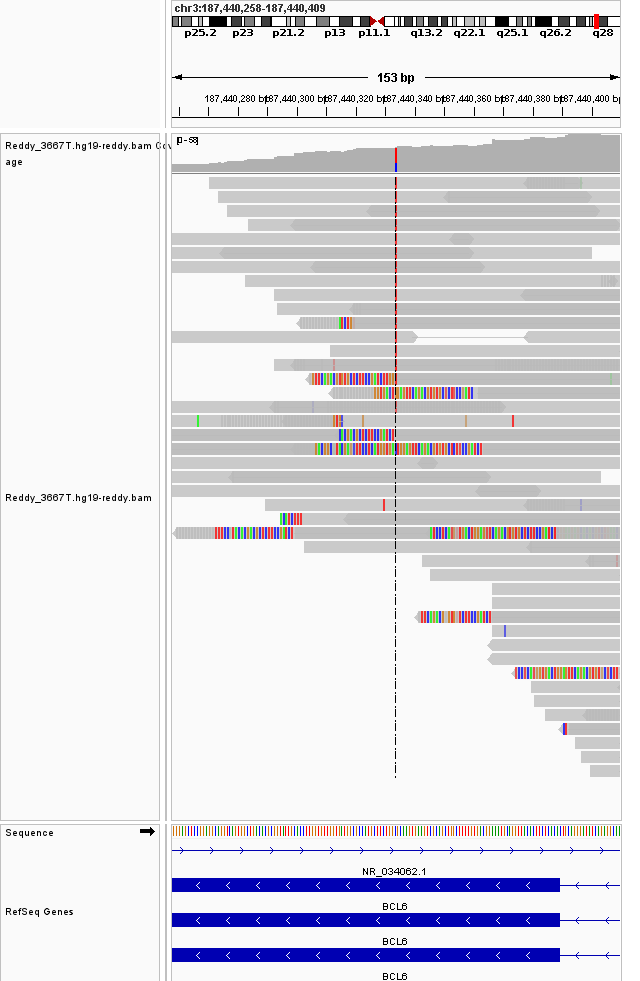 chr3:187,440,258-187,440,409
p25.2 p23 p21.2 p13 p11.1 q13.2 q22.1 q25.1 q26.2 q28
153 bp
187,440,280 bp 187,440,300 bp 187,440,320 bp 187,440,340 bp 187,440,360 bp 187,440,380 bp 187,440,400 bp
[0 - 58]
Reddy_3667T.hg19-reddy.bam Cov
age
Reddy_3667T.hg19-reddy.bam
Sequence
NR_034062.1
BCL6
RefSeq Genes
BCL6
BCL6